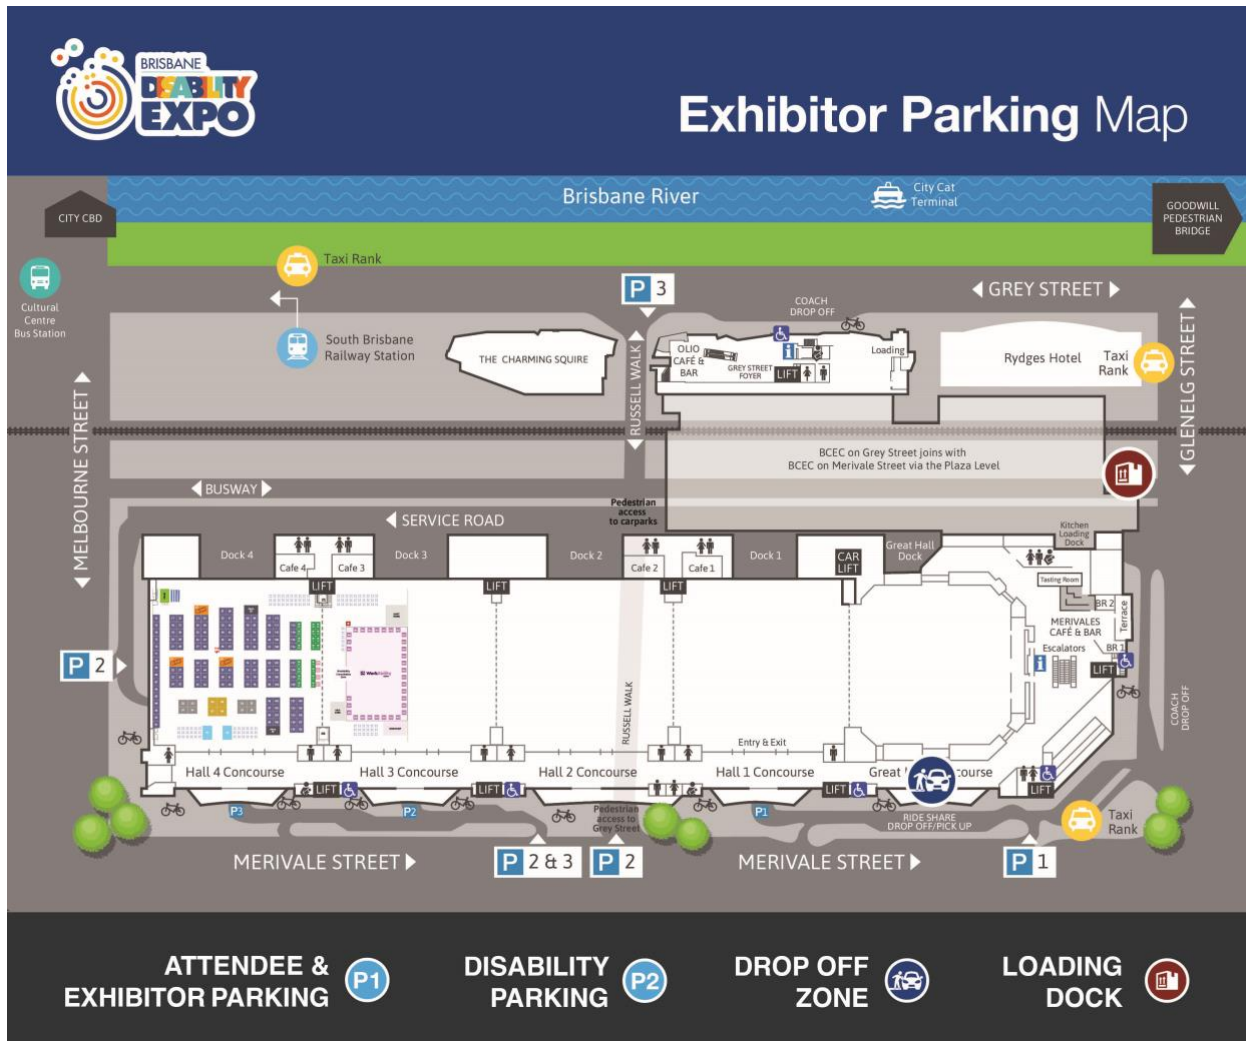 BRISBANE
DISABILITY
EXPO
Exhibitor Parking Map
Brisbane River
City Cat
Terminal
CITY CBD
GOODWILL
PEDESTRIAN
BRIDGE
Taxi Rank
Cultural
Centre
Bus Station
P 3
COACH
DROP OFF
GREY STREET
South Brisbane
Railway Station
THE CHARMING SQUIRE
RUSSELL WALK
OLIO
CAFÉ &
BAR
GREY STREET
FOYER
LIFT
Loading
Rydges Hotel
Taxi
Rank
GLENELG STREET
MELBOURNE STREET
BCEC on Grey Street joins with
BCEC on Merivale Street via the Plaza Level
BUSWAY
Pedestrian
access
to carparks
SERVICE ROAD
Dock 4
Dock 3
Dock 2
Dock 1
CAR
LIFT
Great Hall
Dock
Kitchen
Loading
Dock
Cafe 4
Cafe 3
Cafe 2
Cafe 1
LIFT
LIFT
LIFT
Tasting Room
BR 2
Terrace
MERIVALES
CAFÉ & BAR
Escalators
BR 1
LIFT
P 2
RUSSELL WALK
COACH
DROP OFF
Entry & Exit
Hall 4 Concourse
Hall 3 Concourse
Hall 2 Concourse
Hall 1 Concourse
LIFT
LIFT
LIFT
LIFT
P3
P2
P1
Pedestrian
access to
Grey Street
RIDE SHARE
DROP OFF/PICK UP
Taxi
Rank
MERIVALE STREET
P 2 & 3
P 2
MERIVALE STREET
P 1
ATTENDEE &
EXHIBITOR PARKING
P1
DISABILITY
PARKING
P2
DROP OFF
ZONE
LOADING
DOCK